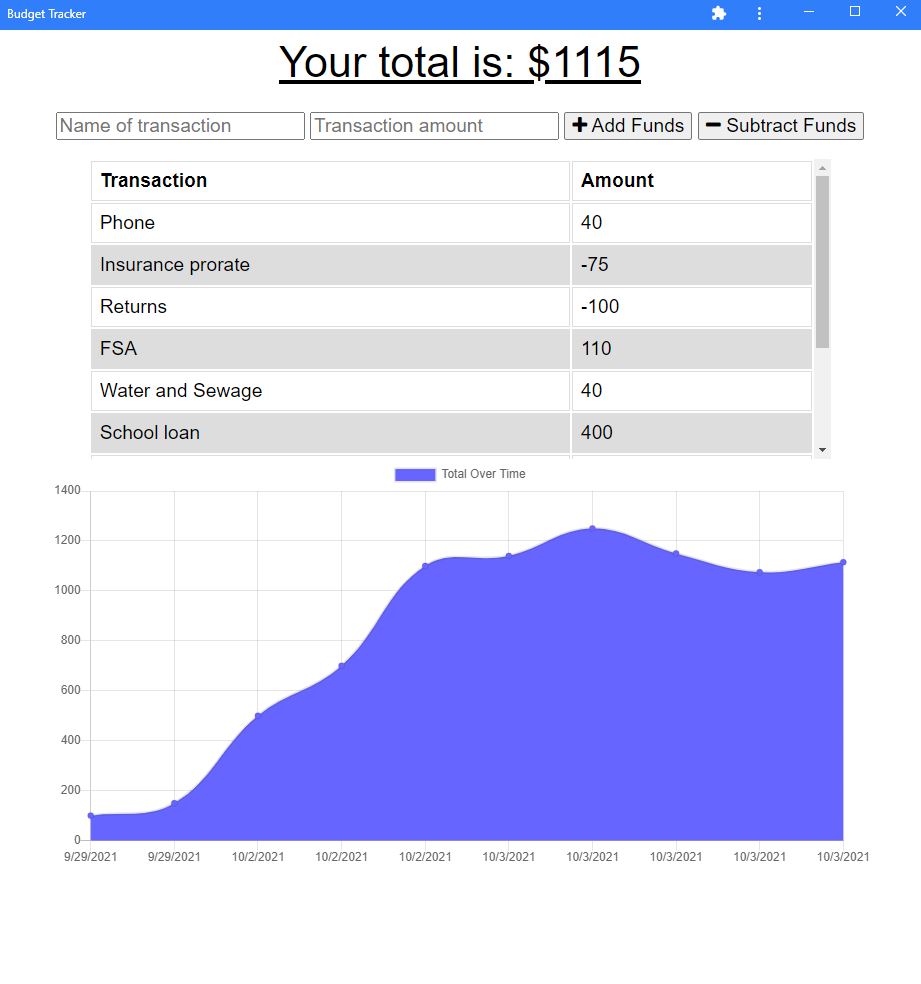 Budget Tracker
Your total is: $1115
Name of transaction Transaction amount Add Funds Subtract Funds
Transaction Amount
Phone 40
Insurance prorate -75
Returns -100
FSA 110
Water and Sewage 40
School loan 400
Total Over Time
1400
1200
1000
800
600
400
200
0
9/29/2021 9/29/2021 10/2/2021 10/2/2021 10/2/2021 10/3/2021 10/3/2021 10/3/2021 10/3/2021 10/3/2021